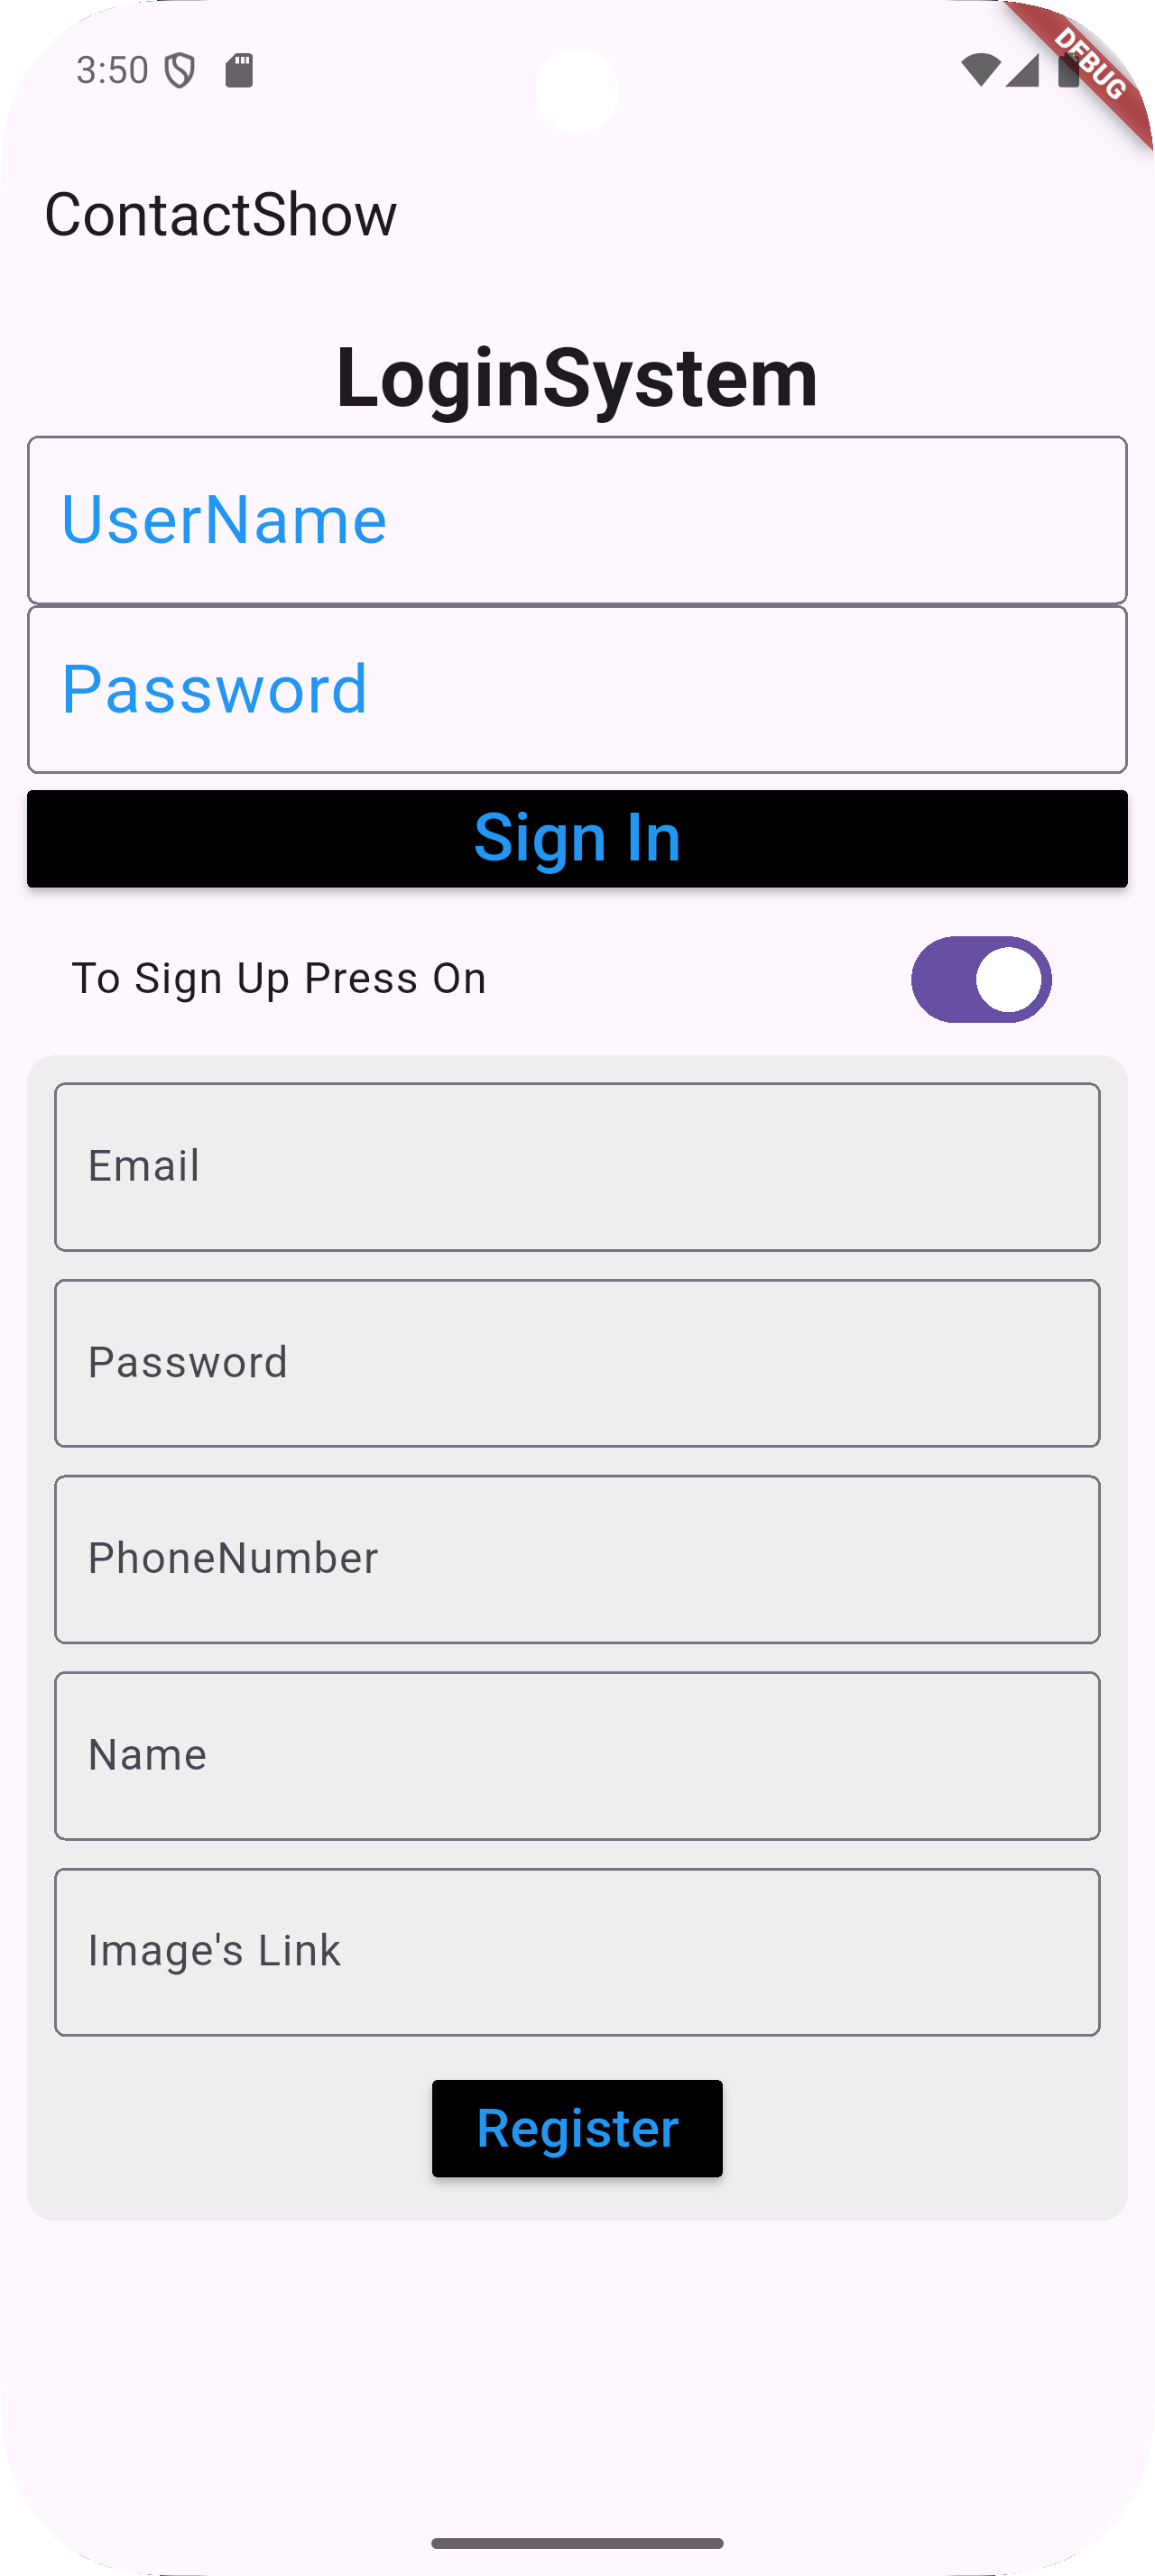 3:50
DEBUG
ContactShow
LoginSystem
UserName
Password
Sign In
To Sign Up Press On
Email
Password
PhoneNumber
Name
Image's Link
Register